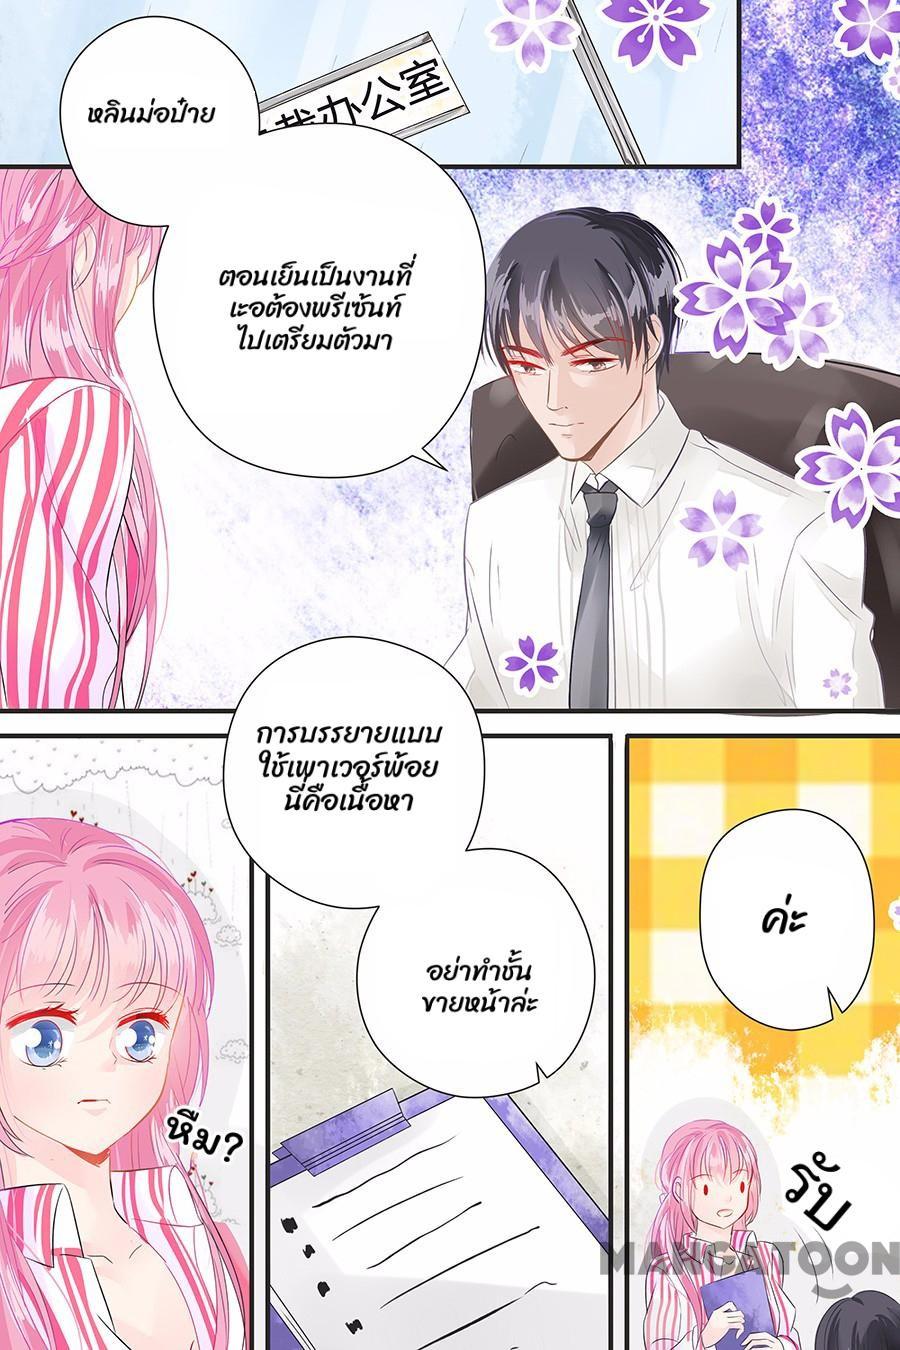 裁办公室
หลินม่อป๋าย
ตอนเย็นเป็นงานที่
เะอต้องพรีเซ้นท์
ไปเตรียมตัวมา
การบรรยายแบบ
ใช้เพาเวอร์พ้อย
นี่คือเนื้อหา
อย่าทำชั้น
ขายหน้าล่ะ
ค่ะ
หืม?
รับ
MANGATOON